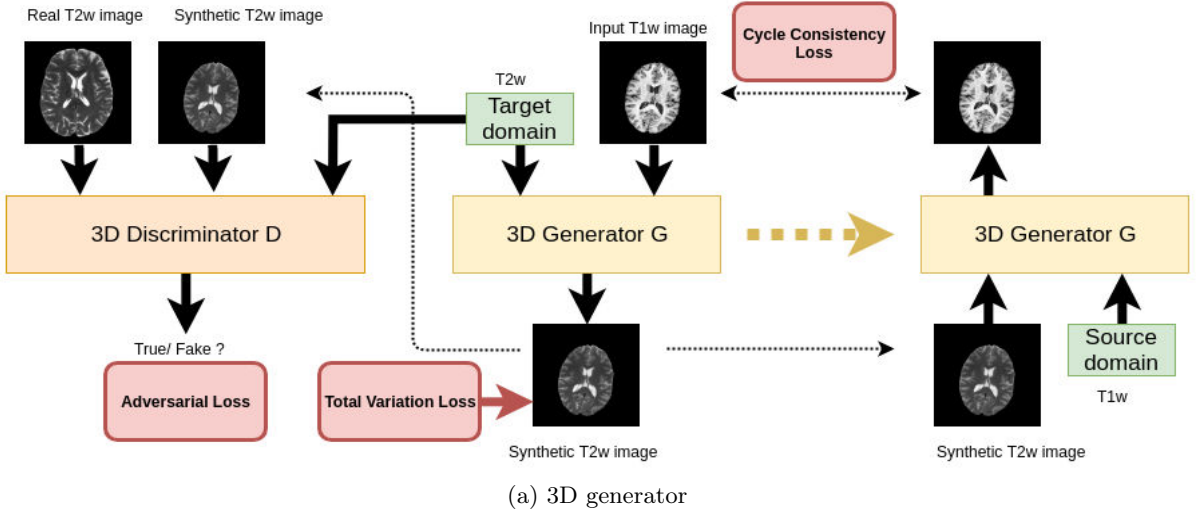 Real T2w image
Synthetic T2w image
Input T1w image
Cycle Consistency
Loss
T2w
Target
domain
3D Discriminator D
3D Generator G
3D Generator G
True/ Fake ?
Adversarial Loss
Total Variation Loss
Source
domain
T1w
Synthetic T2w image
Synthetic T2w image
(a) 3D generator